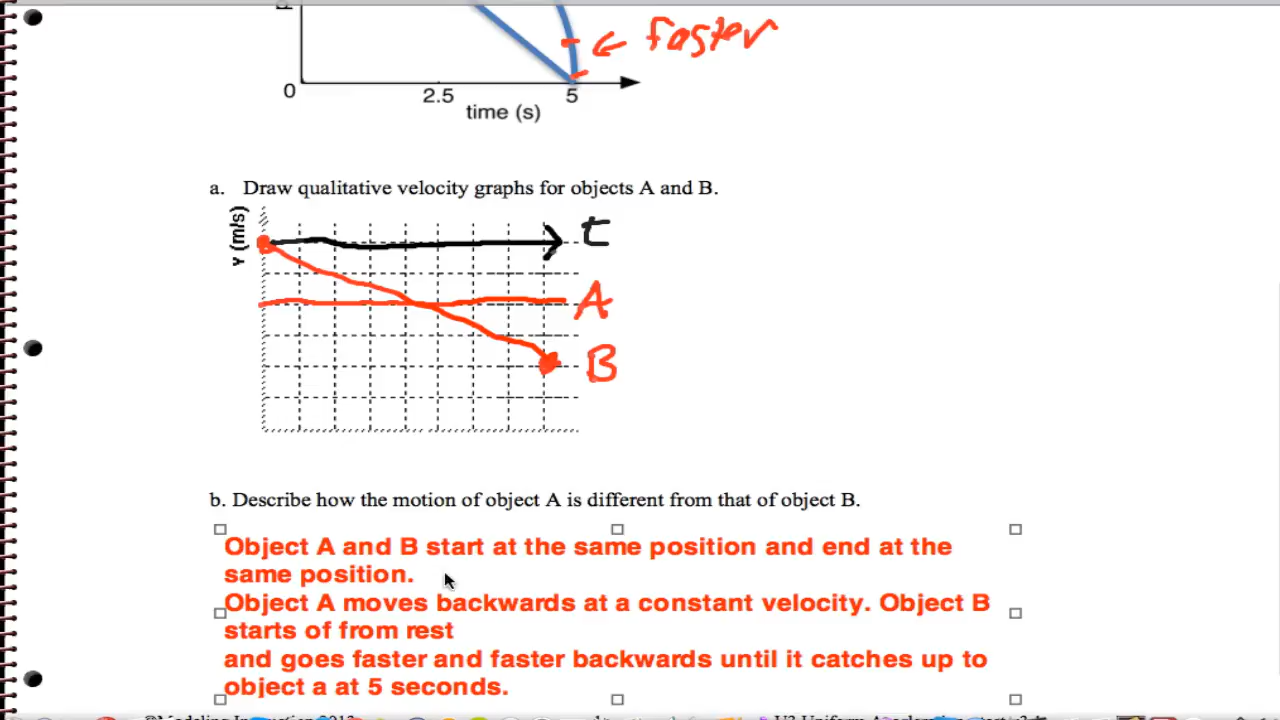 ← faster
0
2.5
5
time (s)
a. Draw qualitative velocity graphs for objects A and B.
v (m/s)
t
A
B
b. Describe how the motion of object A is different from that of object B.
Object A and B start at the same position and end at the
same position.
Object A moves backwards at a constant velocity. Object B
starts of from rest
and goes faster and faster backwards until it catches up to
object a at 5 seconds.